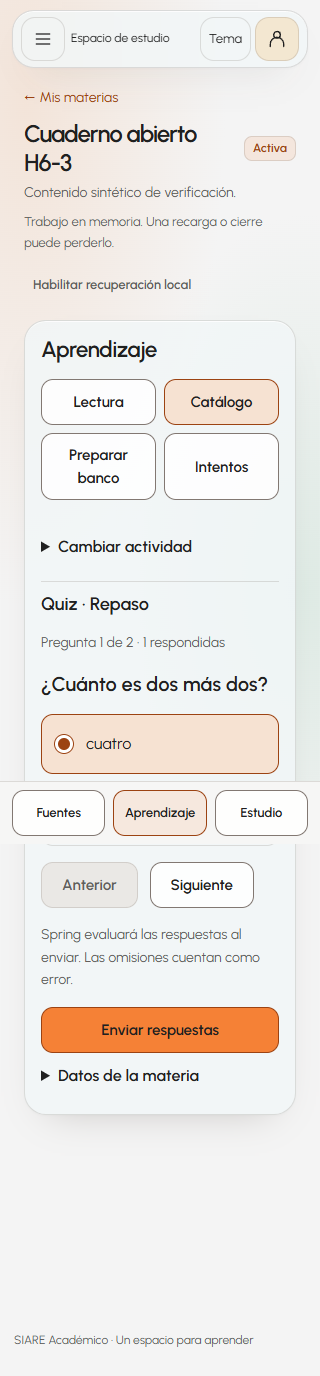 Espacio de estudio
Tema
← Mis materias
Cuaderno abierto
H6-3
Activa
Contenido sintético de verificación.
Trabajo en memoria. Una recarga o cierre
puede perderlo.
Habilitar recuperación local
Aprendizaje
Lectura
Catálogo
Preparar
banco
Intentos
▶ Cambiar actividad
Quiz · Repaso
Pregunta 1 de 2 · 1 respondidas
¿Cuánto es dos más dos?
cuatro
Fuentes
Aprendizaje
Estudio
Anterior
Siguiente
Spring evaluará las respuestas al
enviar. Las omisiones cuentan como
error.
Enviar respuestas
▶ Datos de la materia
SIARE Académico · Un espacio para aprender